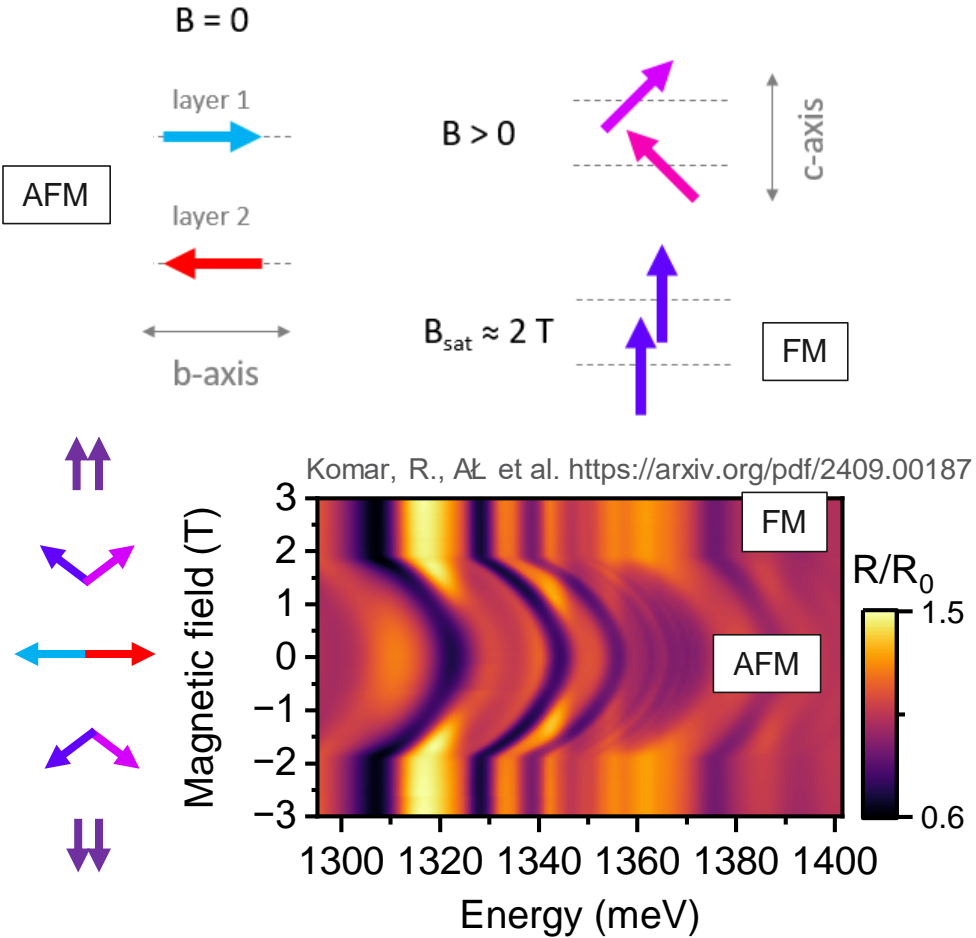 B = 0
layer 1
AFM
layer 2
b-axis
B > 0
c-axis
Bsat ≈ 2 T
FM
Komar, R., AŁ et al. https://arxiv.org/pdf/2409.00187
Magnetic field (T)
3
2
1
0
−1
−2
−3
FM
AFM
1300 1320 1340 1360 1380 1400
Energy (meV)
R/R0
1.5
0.6